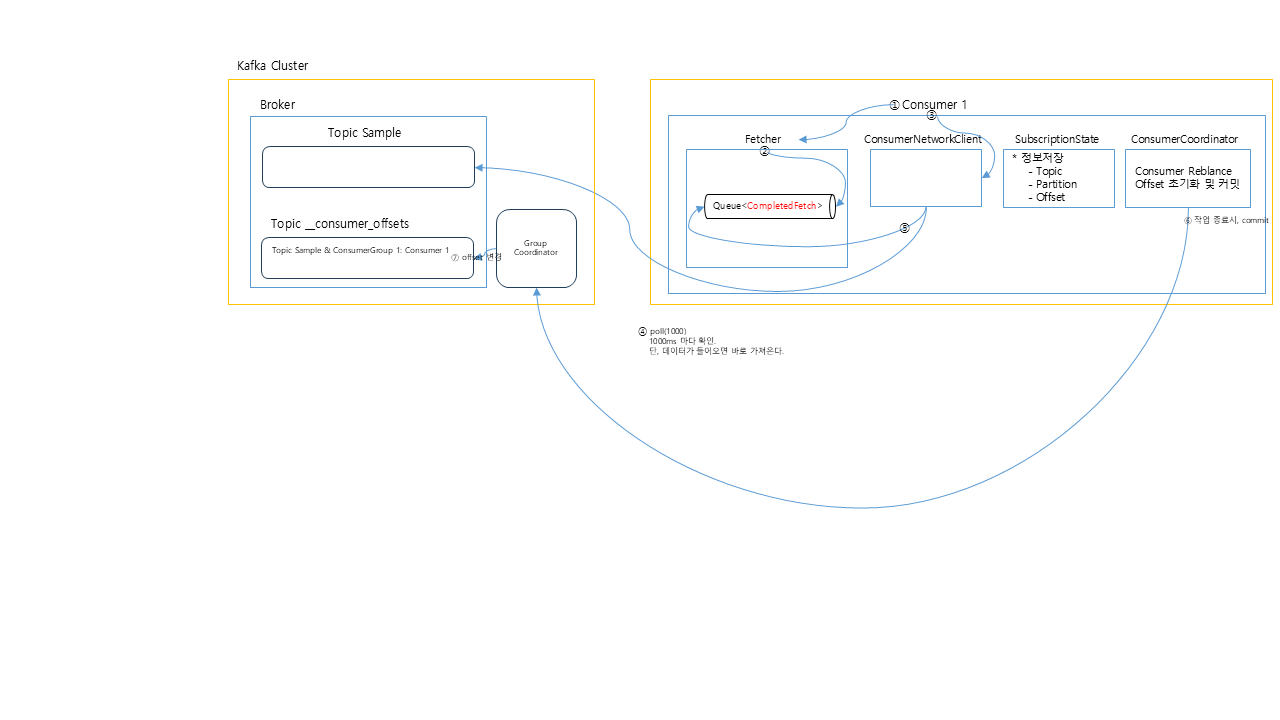 Kafka Cluster
Broker
Topic Sample
Topic __consumer_offsets
Topic Sample & ConsumerGroup 1: Consumer 1
⑦ offset 변경
Group
Coordinator
① Consumer 1
③
Fetcher
②
Queue<CompletedFetch>
ConsumerNetworkClient
⑤
SubscriptionState
* 정보저장
- Topic
- Partition
- Offset
ConsumerCoordinator
Consumer Reblance
Offset 초기화 및 커밋
⑥ 작업 종료시, commit
④ poll(1000)
1000ms 마다 확인.
단, 데이터가 들어오면 바로 가져온다.